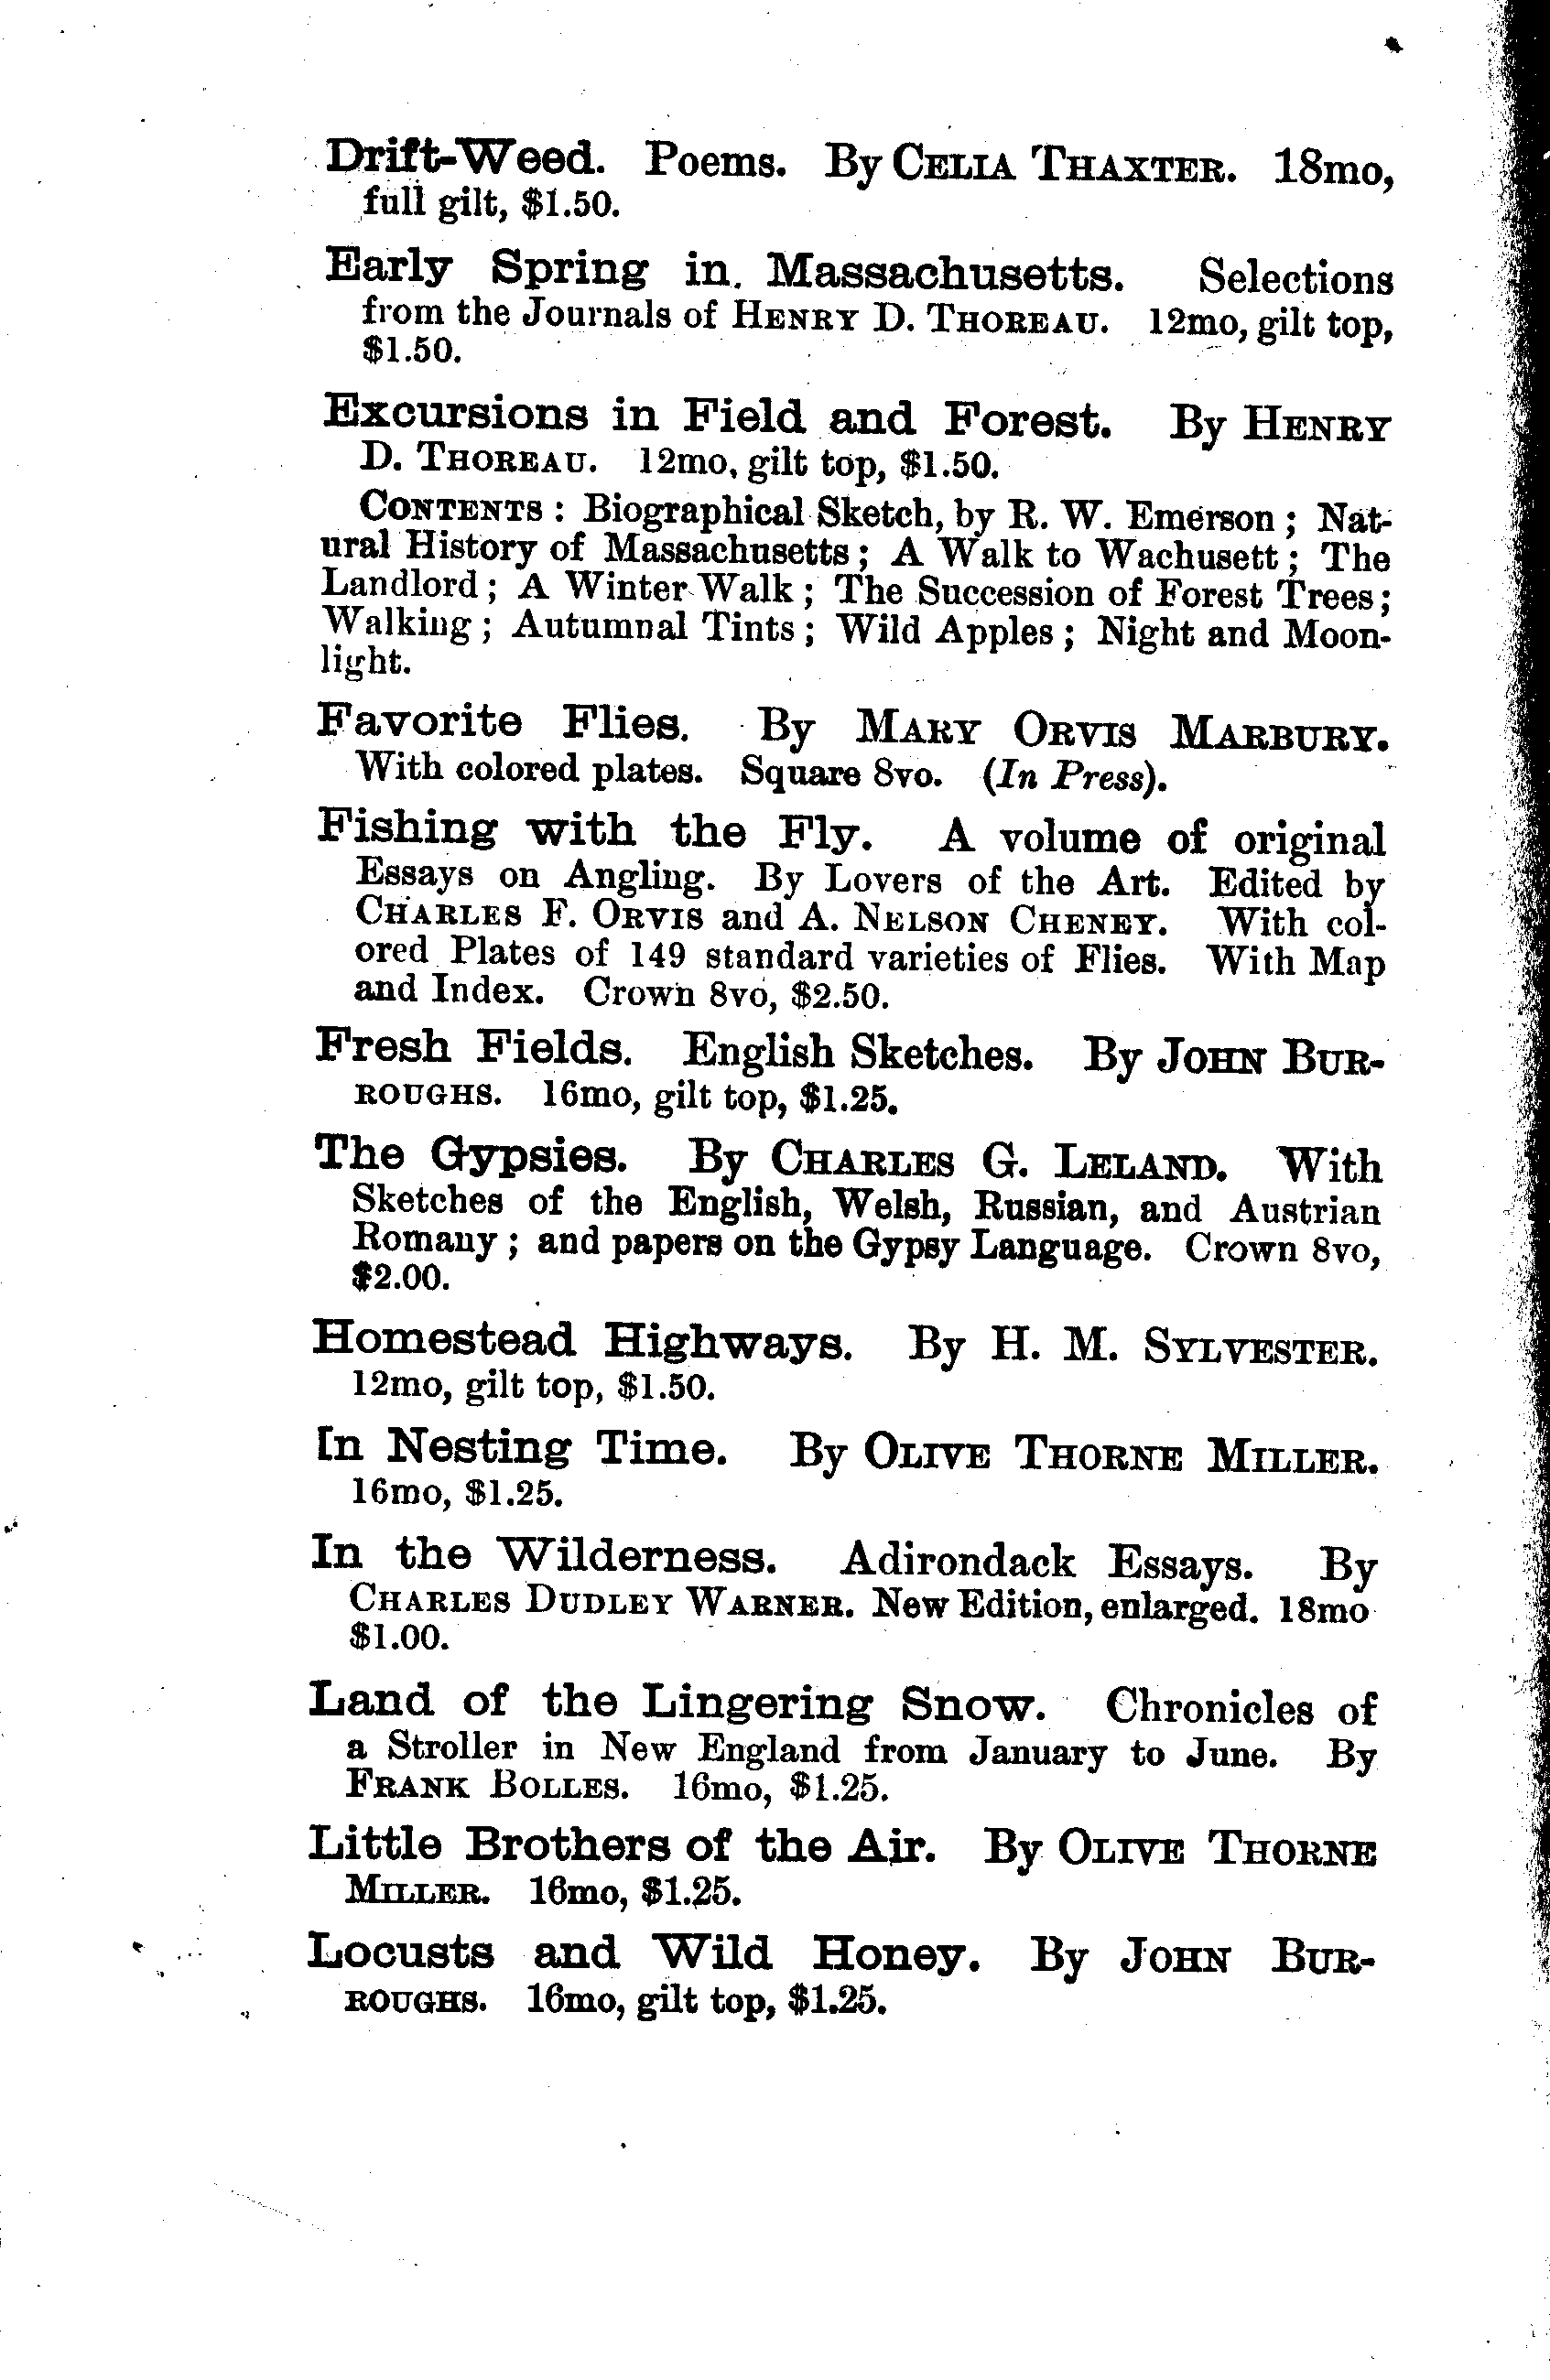 Drift-Weed. Poems. By CELIA THAXTER. 18mo,
full gilt, $1.50.
Early Spring in. Massachusetts. Selections
from the Journals of HENRY D. THOREAU. 12mo, gilt top,
$1.50.
Excursions in Field and Forest. By HENRY
D. THOREAU. 12mo, gilt top, $1.50.
CONTENTS : Biographical Sketch, by R. W. Emerson ; Nat-
ural History of Massachusetts ; A Walk to Wachusett ; The
Landlord ; A Winter Walk ; The Succession of Forest Trees ;
Walking ; Autumnal Tints ; Wild Apples ; Night and Moon-
light.
Favorite Flies. By MARY ORVIS MARBURY.
With colored plates. Square 8vo. (In Press).
Fishing with the Fly. A volume of original
Essays on Angling. By Lovers of the Art. Edited by
CHARLES F. ORVIS and A. NELSON CHENEY. With col-
ored Plates of 149 standard varieties of Flies. With Map
and Index. Crown 8vo, $2.50.
Fresh Fields. English Sketches. By JOHN BUR-
ROUGHS. 16mo, gilt top, $1.25.
The Gypsies. By CHARLES G. LELAND. With
Sketches of the English, Welsh, Russian, and Austrian
Romany ; and papers on the Gypsy Language. Crown 8vo,
$2.00.
Homestead Highways. By H. M. SYLVESTER.
12mo, gilt top, $1.50.
In Nesting Time. By OLIVE THORNE MILLER.
16mo, $1.25.
In the Wilderness. Adirondack Essays. By
CHARLES DUDLEY WARNER. New Edition, enlarged. 18mo
$1.00.
Land of the Lingering Snow. Chronicles of
a Stroller in New England from January to June. By
FRANK BOLLES. 16mo, $1.25.
Little Brothers of the Air. By OLIVE THORNE
MILLER. 16mo, $1.25.
Locusts and Wild Honey. By JOHN BUR-
ROUGHS. 16mo, gilt top, $1.25.